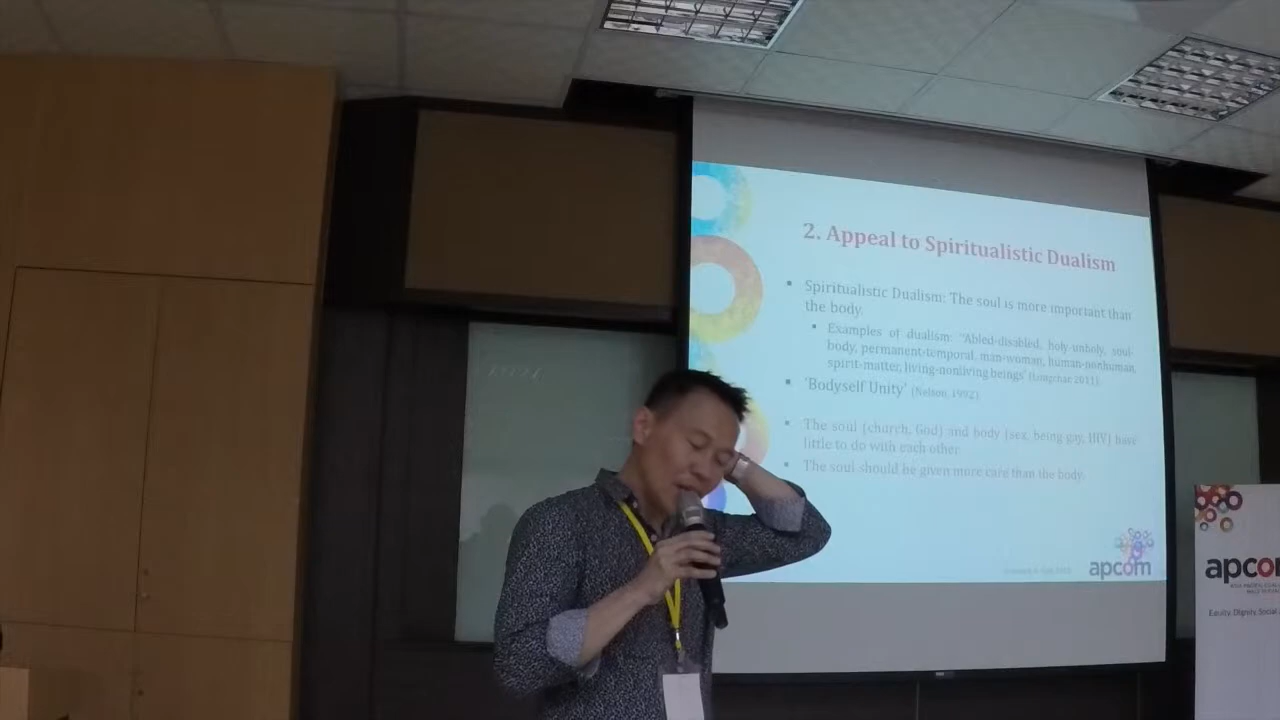 2. Appeal to Spiritualistic Dualism
Spiritualistic Dualism: The soul is more important than
the body.
Examples of dualism: "Abled-disabled, holy-unholy, soul-
body, permanent-temporal, man-woman, human-nonhuman,
spirit-matter, living-nonliving beings' 2011)
'Bodyself Unity' (Nelson, 1992)
The soul (church, God) and body (sex, being gay, HIV) have
little to do with each other.
The soul should be given more care than the body.
apcom
apcom
Equity. Dignity. Social